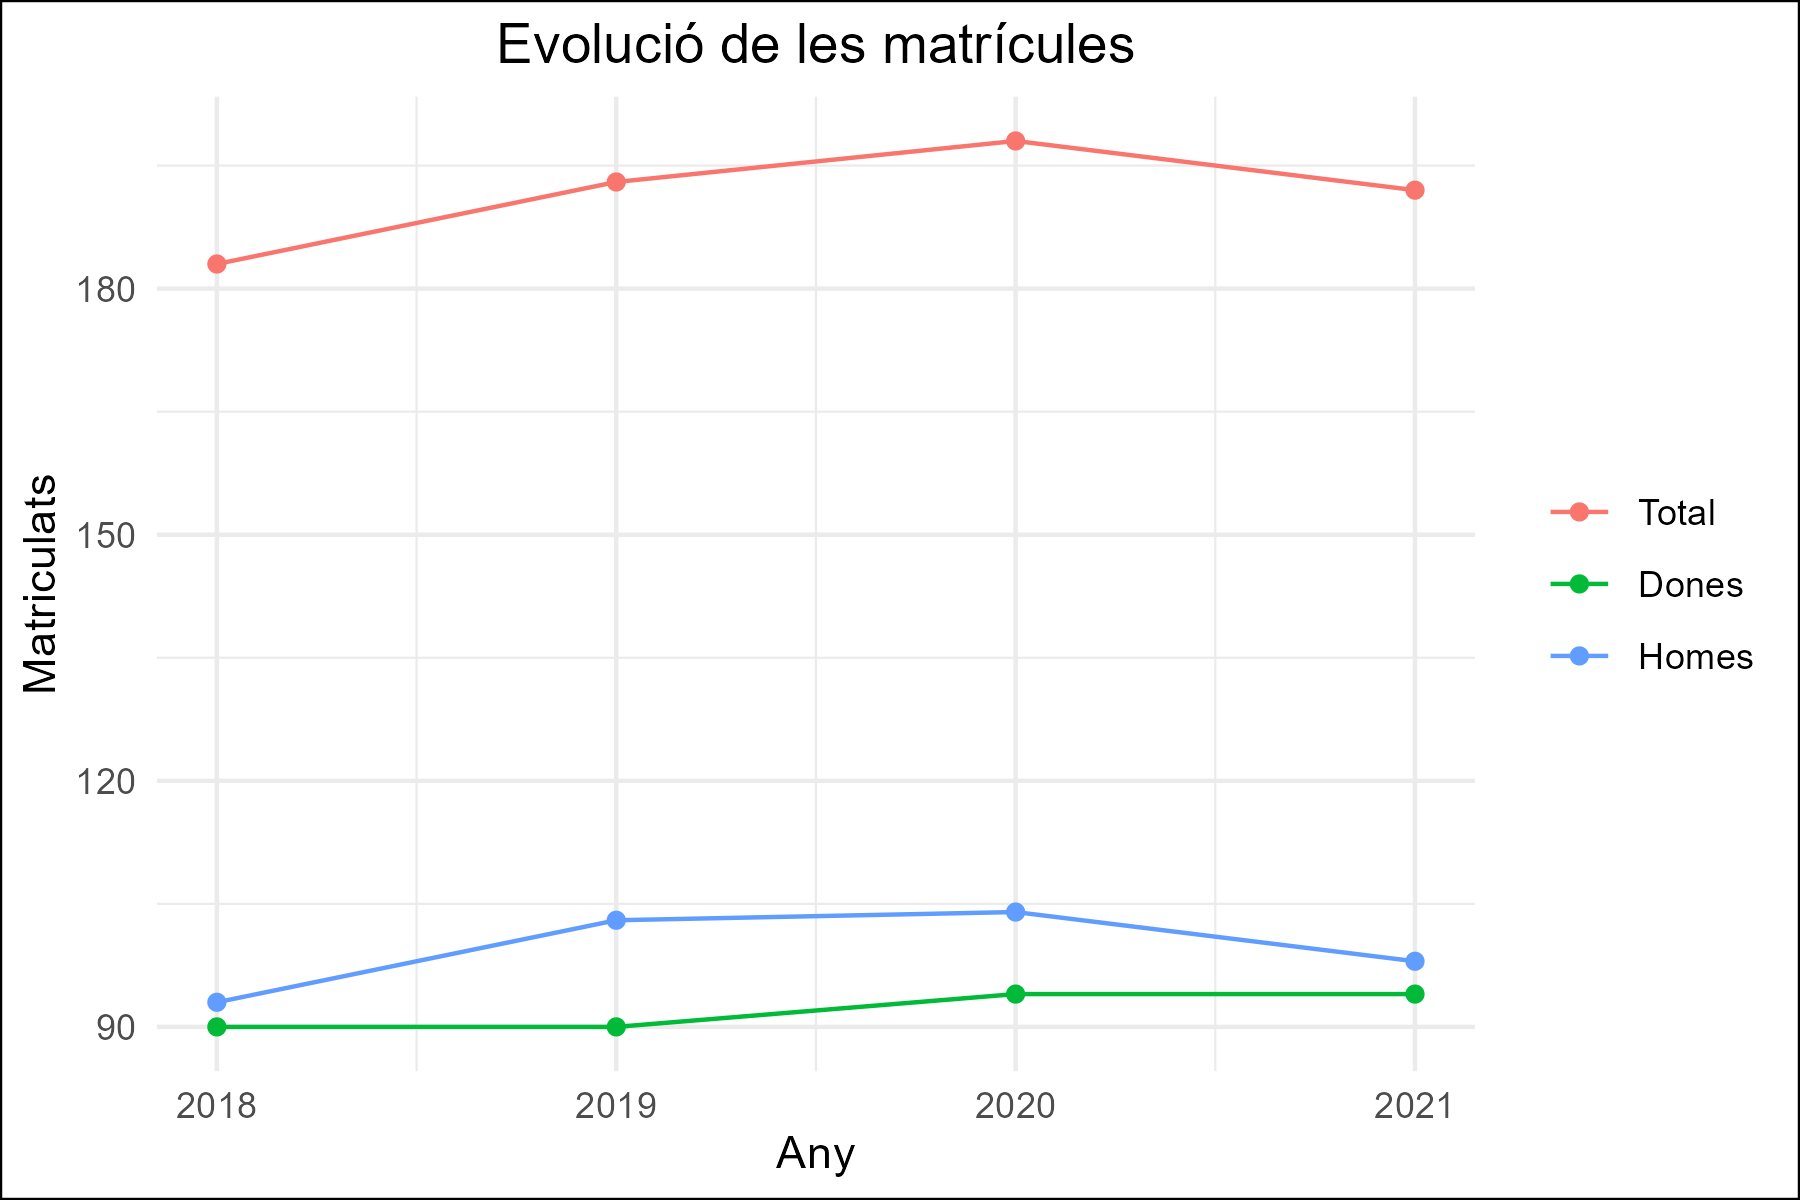 Evolució de les matrícules
Matriculats
180
150
120
90
2018
2019
2020
2021
Any
Total
Dones
Homes